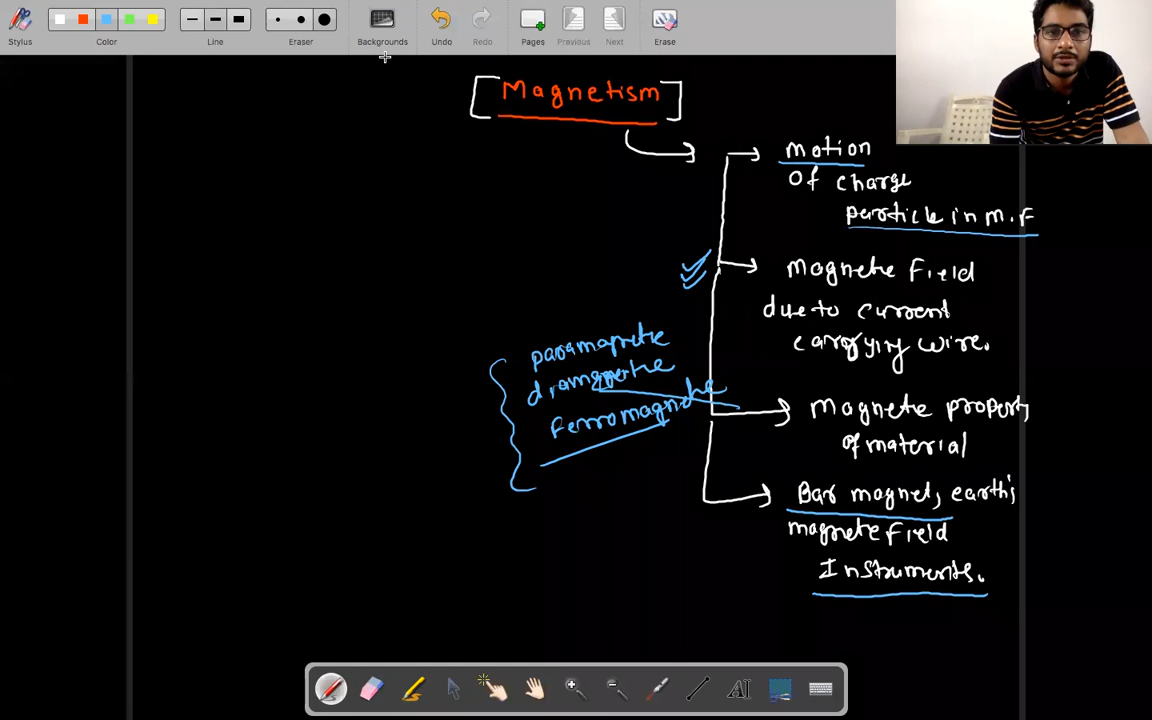 Stylus
Color
Line
Eraser
Backgrounds
Undo
Redo
Pages
Previous
Next
Erase
[Magnetism]
motion
of charge
particle in M.F
Magnetic Field
due to current
carrying wire.
paramagnetic
diamagnetic
Ferromagnetic
Magnetic property
of material
Bar magnet, earth's
magnetic field
Instruments.